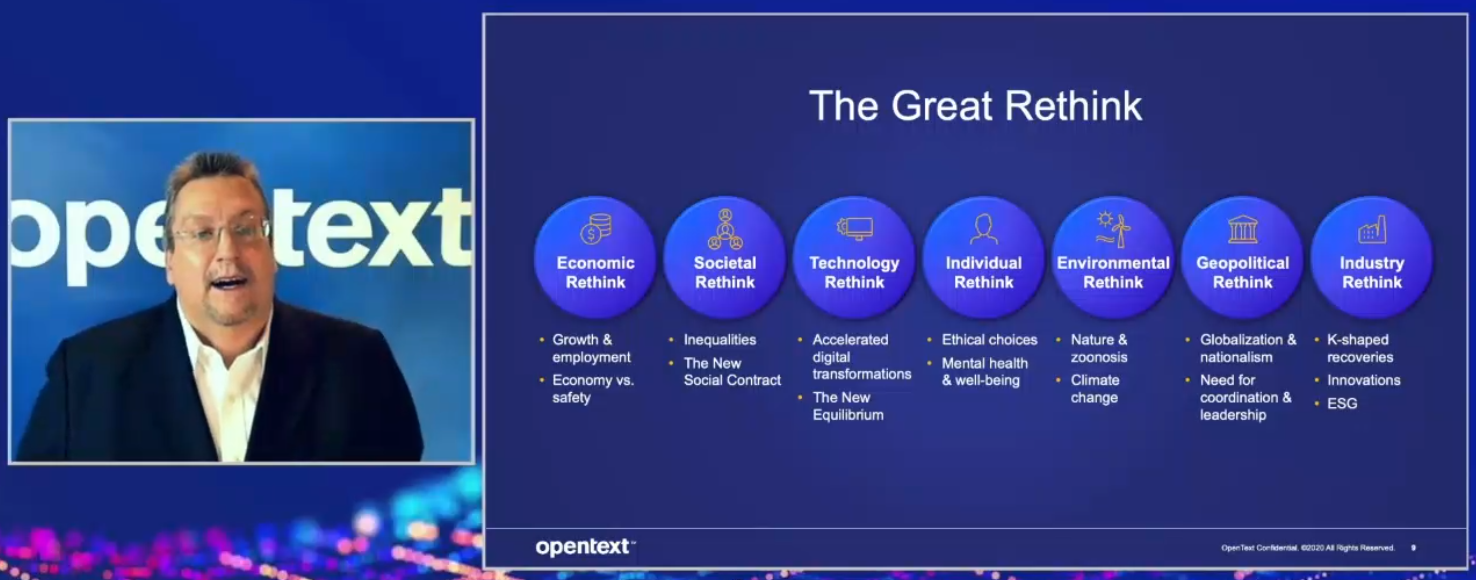 opentext
The Great Rethink
Economic
Rethink
• Growth &
employment
• Economy vs.
safety
Societal
Rethink
• Inequalities
• The New
Social Contract
Technology
Rethink
• Accelerated
digital
transformations
• The New
Equilibrium
Individual
Rethink
• Ethical choices
• Mental health
& well-being
Environmental
Rethink
• Nature &
zoonosis
• Climate
change
Geopolitical
Rethink
• Globalization &
nationalism
• Need for
coordination &
leadership
Industry
Rethink
• K-shaped
recoveries
• Innovations
• ESG
opentext™
OpenText Confidential. ©2020 All Rights Reserved. 9